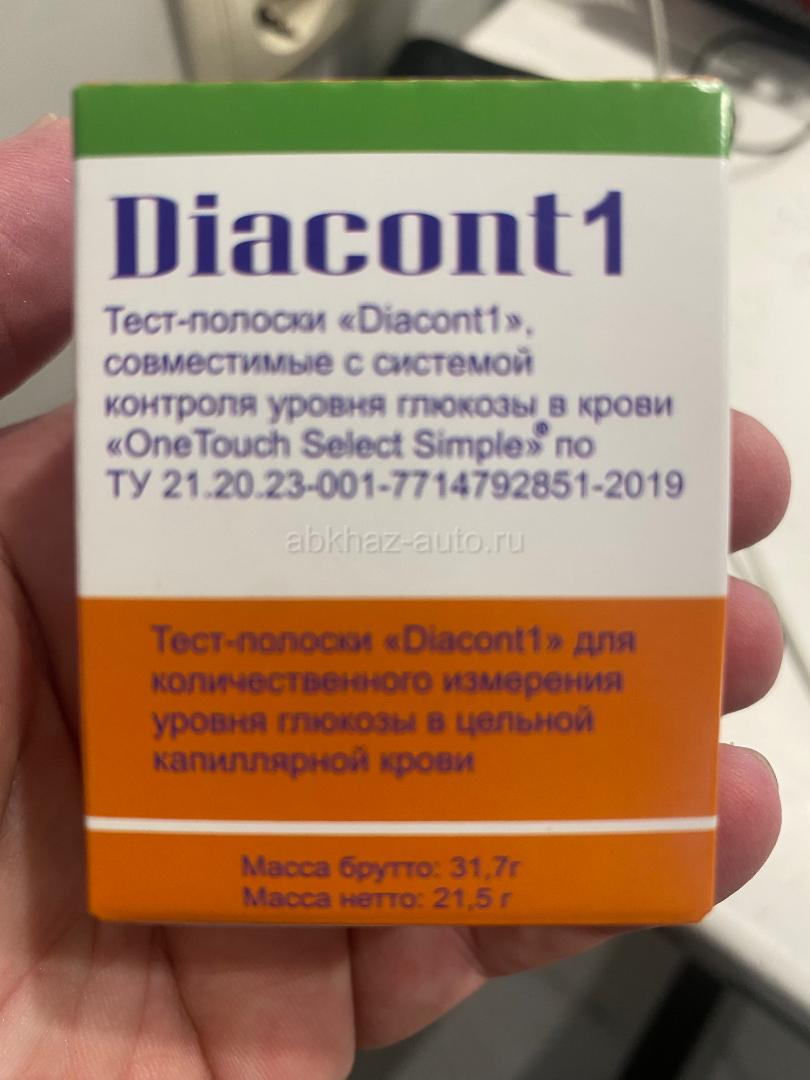 Diacont1
Тест-полоски «Diacont1»,
совместимые с системой
контроля уровня глюкозы в крови
«OneTouch Select Simple»® по
ТУ 21.20.23-001-7714792851-2019
abkhaz-auto.ru
Тест-полоски «Diacont1» для
количественного измерения
уровня глюкозы в цельной
капиллярной крови
Масса брутто: 31,7г
Масса нетто: 21,5 г